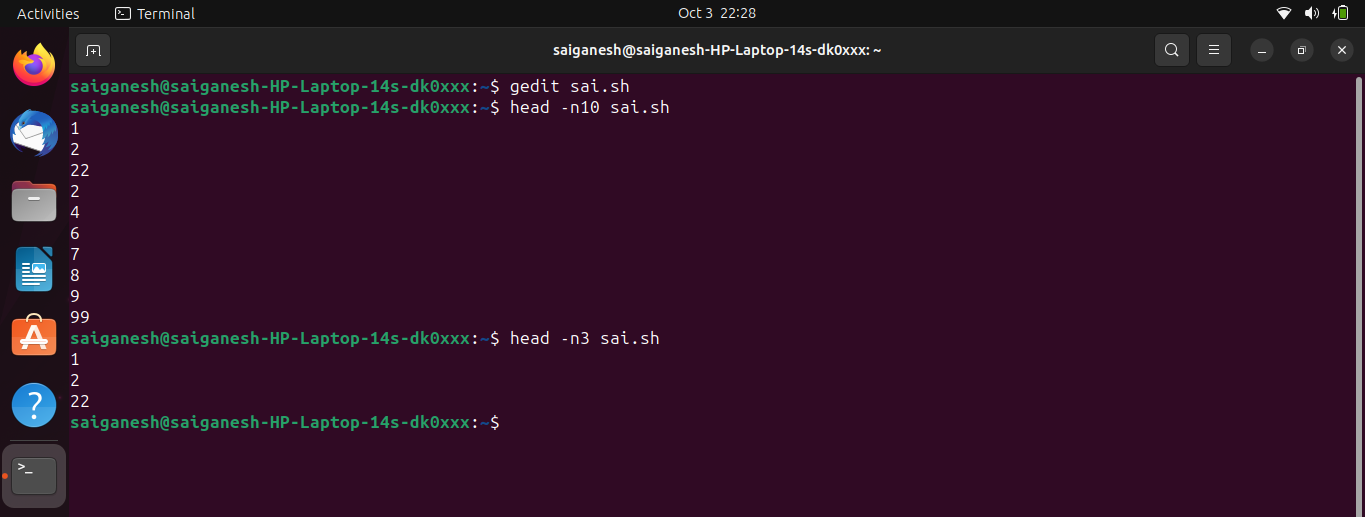 Activities Terminal Oct 3 22:28
saiganesh@saiganesh-HP-Laptop-14s-dk0xxx: ~
saiganesh@saiganesh-HP-Laptop-14s-dk0xxx:~$ gedit sai.sh
saiganesh@saiganesh-HP-Laptop-14s-dk0xxx:~$ head -n10 sai.sh
1
2
22
2
4
6
7
8
9
99
saiganesh@saiganesh-HP-Laptop-14s-dk0xxx:~$ head -n3 sai.sh
1
2
22
saiganesh@saiganesh-HP-Laptop-14s-dk0xxx:~$